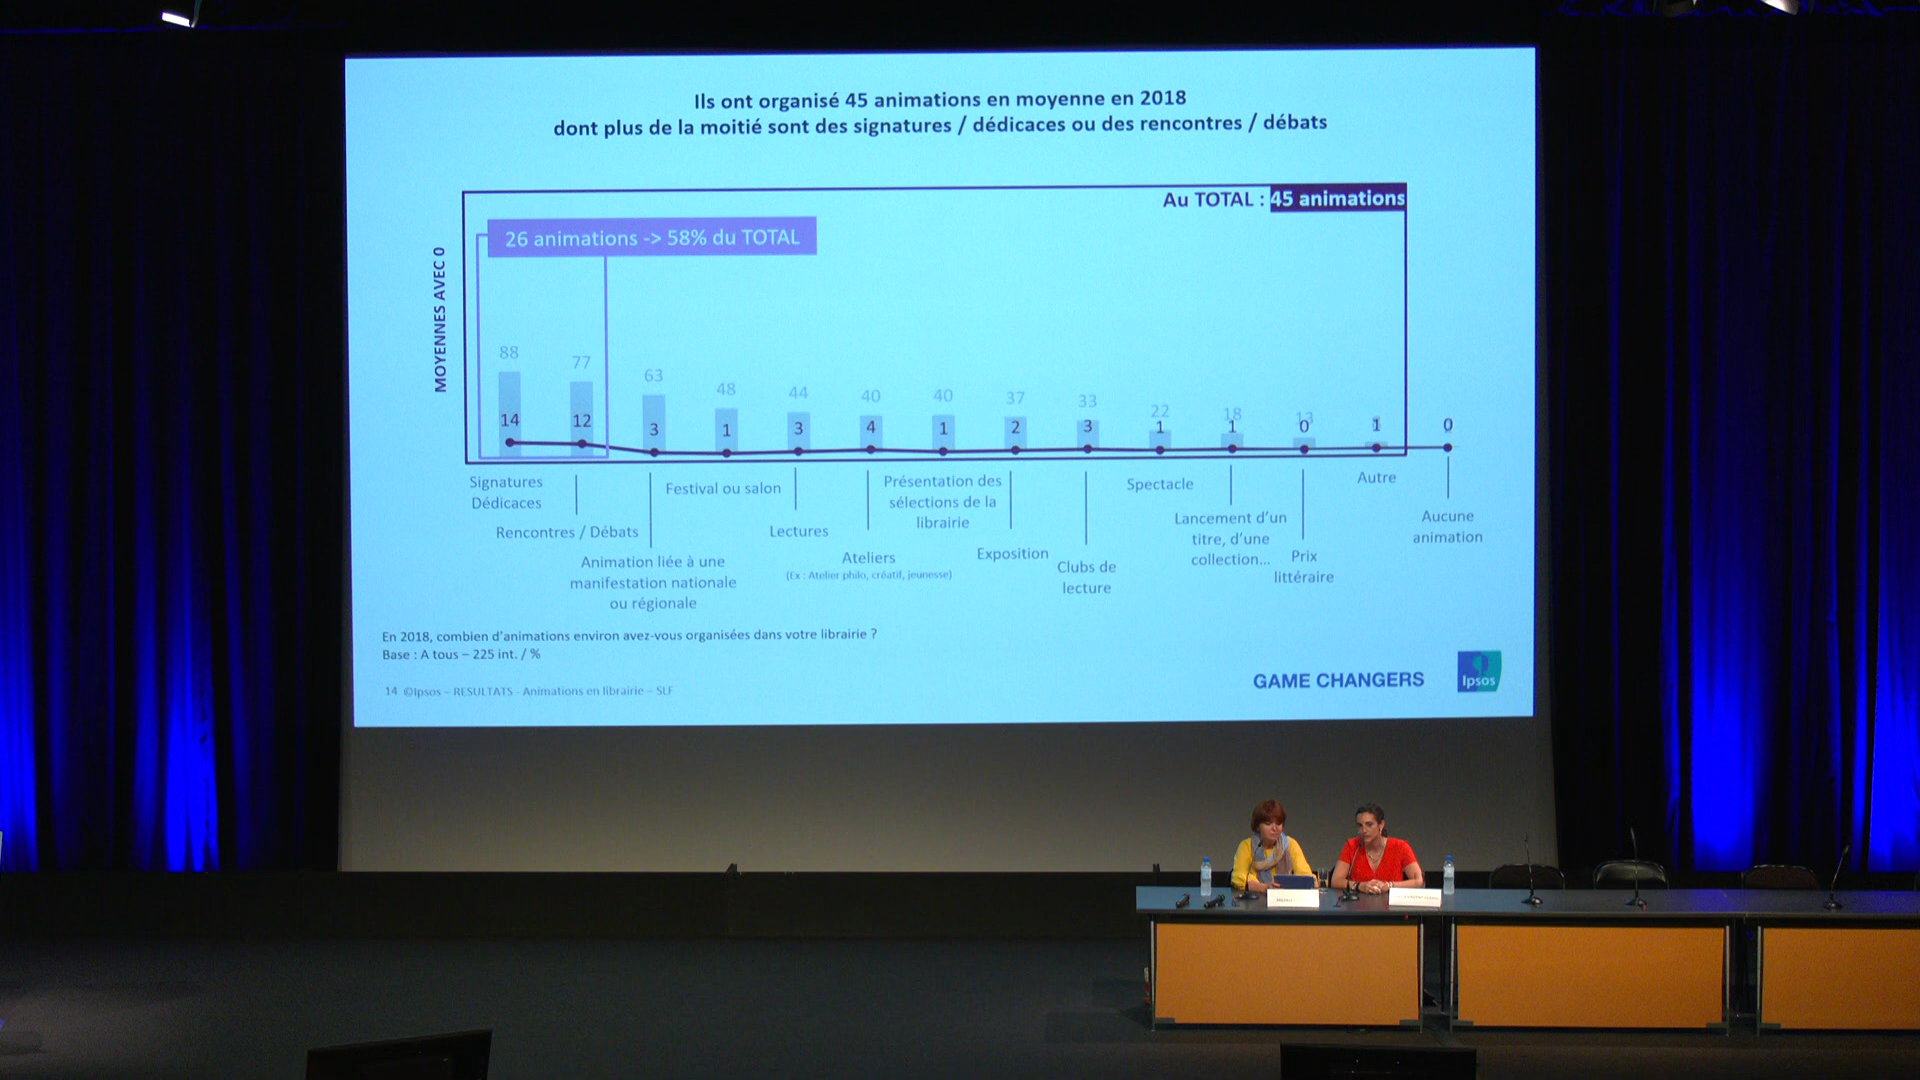 Ils ont organisé 45 animations en moyenne en 2018
dont plus de la moitié sont des signatures / dédicaces ou des rencontres / débats
Au TOTAL : 45 animations
26 animations -> 58% du TOTAL
MOYENNES AVEC 0
88
77
63
48
44
40
40
37
33
22
18
13
14
12
3
1
3
4
1
2
3
1
1
0
1
0
Signatures
Dédicaces
Rencontres / Débats
Animation liée à une
manifestation nationale
ou régionale
Festival ou salon
Lectures
Ateliers
(Ex : Atelier philo, créatif, jeunesse)
Présentation des
sélections de la
librairie
Exposition
Clubs de
lecture
Spectacle
Lancement d'un
titre, d'une
collection...
Prix
littéraire
Autre
Aucune
animation
En 2018, combien d'animations environ avez-vous organisées dans votre librairie ?
Base : A tous – 225 int. / %
14 ©Ipsos – RESULTATS - Animations en librairie – SLF
GAME CHANGERS
Ipsos